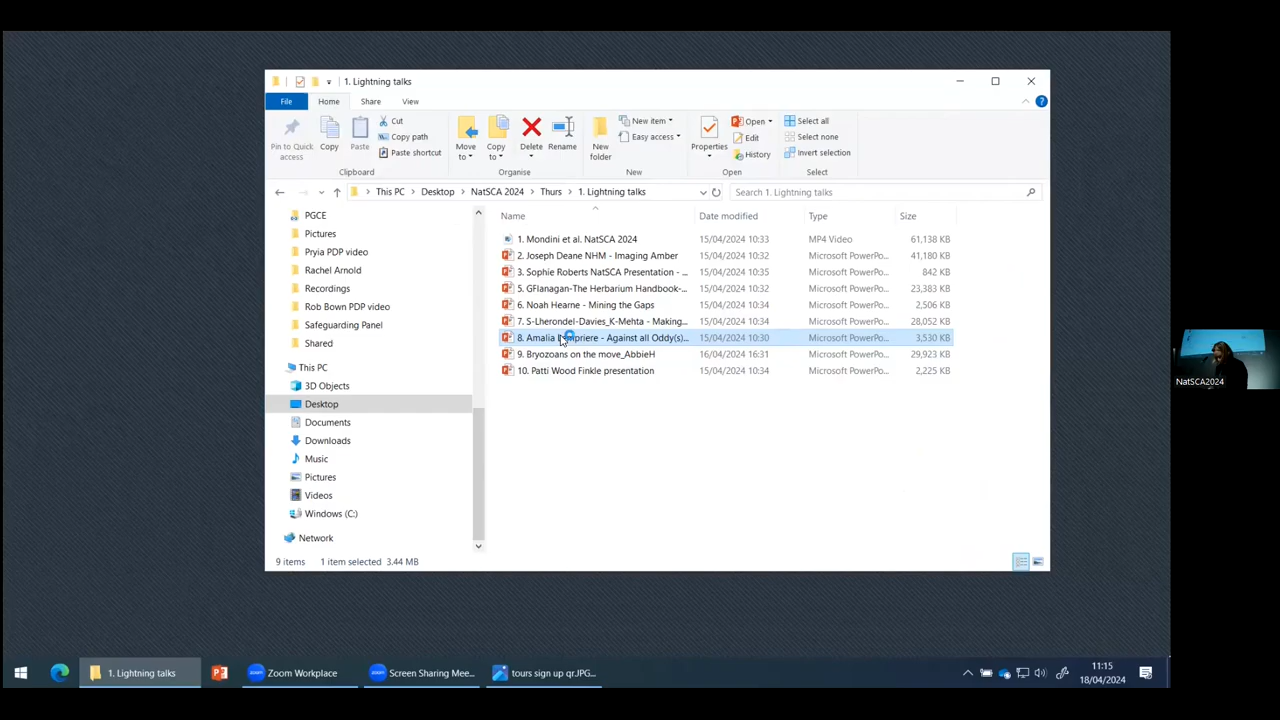 1. Lightning talks
File Home Share View
Pin to Quick access
Copy
Paste
Cut
Copy path
Paste shortcut
Clipboard
Move to
Copy to
Delete
Rename
Organise
New folder
New item
Easy access
New
Properties
Open
Edit
History
Open
Select all
Select none
Invert selection
Select
This PC > Desktop > NatSCA 2024 > Thurs > 1. Lightning talks
Search 1. Lightning talks
PGCE
Pictures
Pryia PDP video
Rachel Arnold
Recordings
Rob Bown PDP video
Safeguarding Panel
Shared
This PC
3D Objects
Desktop
Documents
Downloads
Music
Pictures
Videos
Windows (C:)
Network
Name Date modified Type Size
1. Mondini et al. NatSCA 2024 15/04/2024 10:33 MP4 Video 61,138 KB
2. Joseph Deane NHM - Imaging Amber 15/04/2024 10:32 Microsoft PowerPo... 41,180 KB
3. Sophie Roberts NatSCA Presentation - ... 15/04/2024 10:35 Microsoft PowerPo... 842 KB
5. GFlanagan-The Herbarium Handbook-... 15/04/2024 10:32 Microsoft PowerPo... 23,383 KB
6. Noah Hearne - Mining the Gaps 15/04/2024 10:34 Microsoft PowerPo... 2,506 KB
7. S-Lherondel-Davies_K-Mehta - Making... 15/04/2024 10:34 Microsoft PowerPo... 28,052 KB
8. Amalia - Against all Oddy(s)... 15/04/2024 10:30 Microsoft PowerPo... 3,530 KB
9. Bryozoans on the move_AbbieH 16/04/2024 16:31 Microsoft PowerPo... 29,923 KB
10. Patti Wood Finkle presentation 15/04/2024 10:34 Microsoft PowerPo... 2,225 KB
9 items 1 item selected 3.44 MB
NatSCA2024
1. Lightning talks
Zoom Workplace
Screen Sharing Mee...
tours sign up qr.JPG...
11:15
18/04/2024